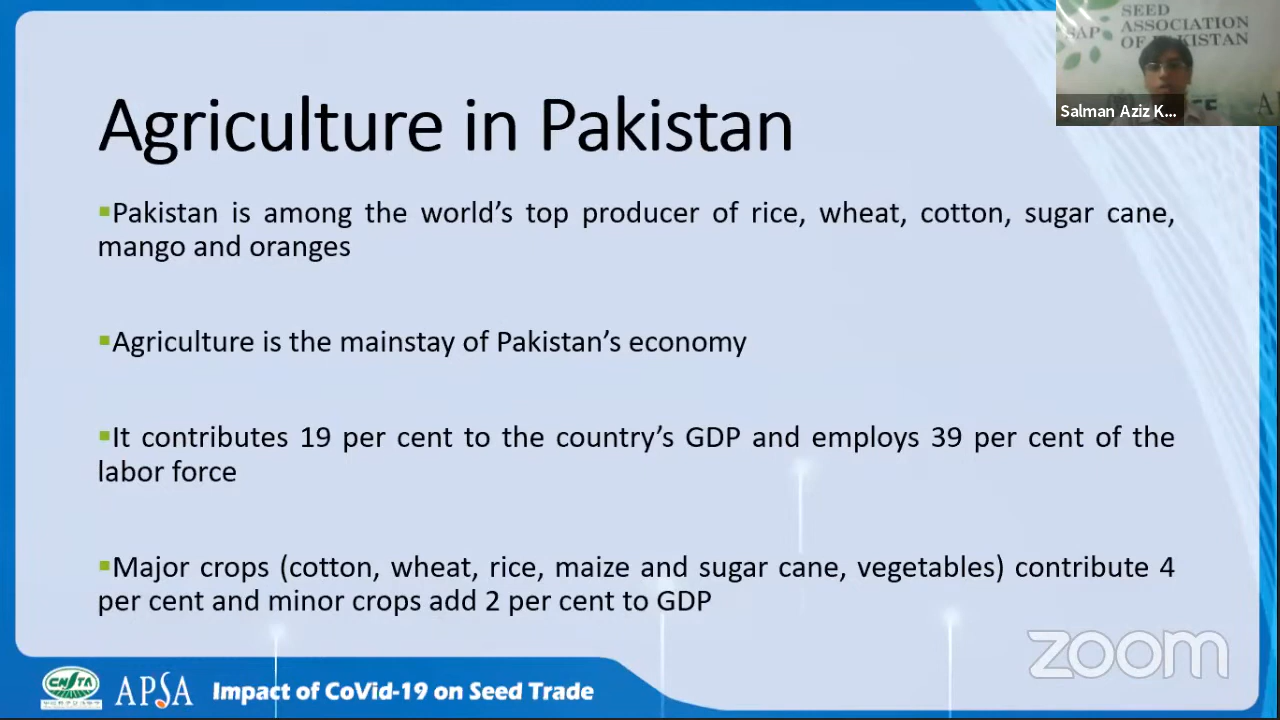 SEED
ASSOCIATION
SAP
OF PAKISTAN
Salman Aziz K...
Agriculture in Pakistan
▪Pakistan is among the world’s top producer of rice, wheat, cotton, sugar cane,
mango and oranges
▪Agriculture is the mainstay of Pakistan’s economy
▪It contributes 19 per cent to the country’s GDP and employs 39 per cent of the
labor force
▪Major crops (cotton, wheat, rice, maize and sugar cane, vegetables) contribute 4
per cent and minor crops add 2 per cent to GDP
zoom
CNSTA
APSA
Impact of CoVid-19 on Seed Trade